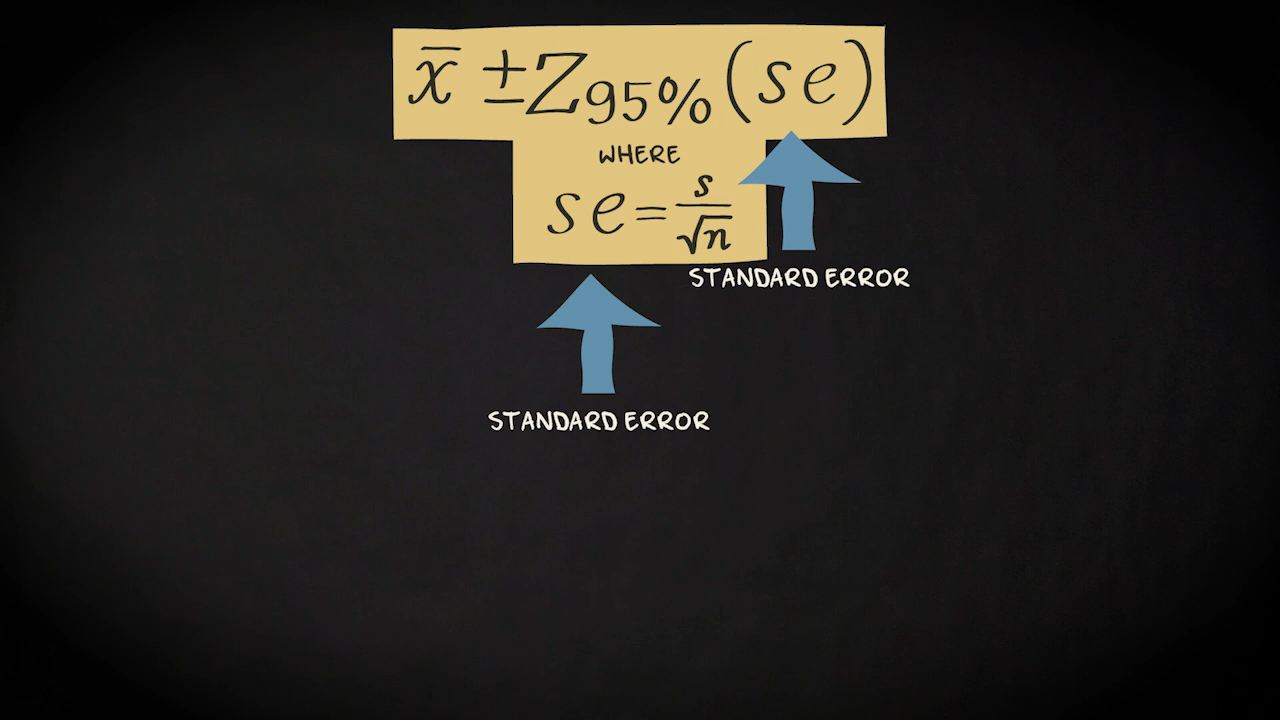 x̄ ±Z95%(se)
WHERE
se=s/√n
STANDARD ERROR
STANDARD ERROR